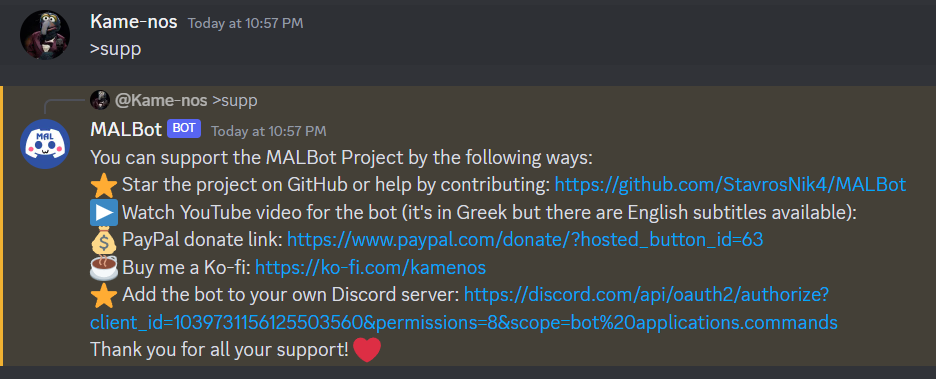 Kame-nos Today at 10:57 PM
>supp
@Kame-nos >supp
MAL
MALBot BOT Today at 10:57 PM
You can support the MALBot Project by the following ways:
⭐ Star the project on GitHub or help by contributing: https://github.com/StavrosNik4/MALBot
▶️ Watch YouTube video for the bot (it's in Greek but there are English subtitles available):
💰 PayPal donate link: https://www.paypal.com/donate/?hosted_button_id=63
☕ Buy me a Ko-fi: https://ko-fi.com/kamenos
⭐ Add the bot to your own Discord server: https://discord.com/api/oauth2/authorize?
client_id=1039731156125503560&permissions=8&scope=bot%20applications.commands
Thank you for all your support! ❤️